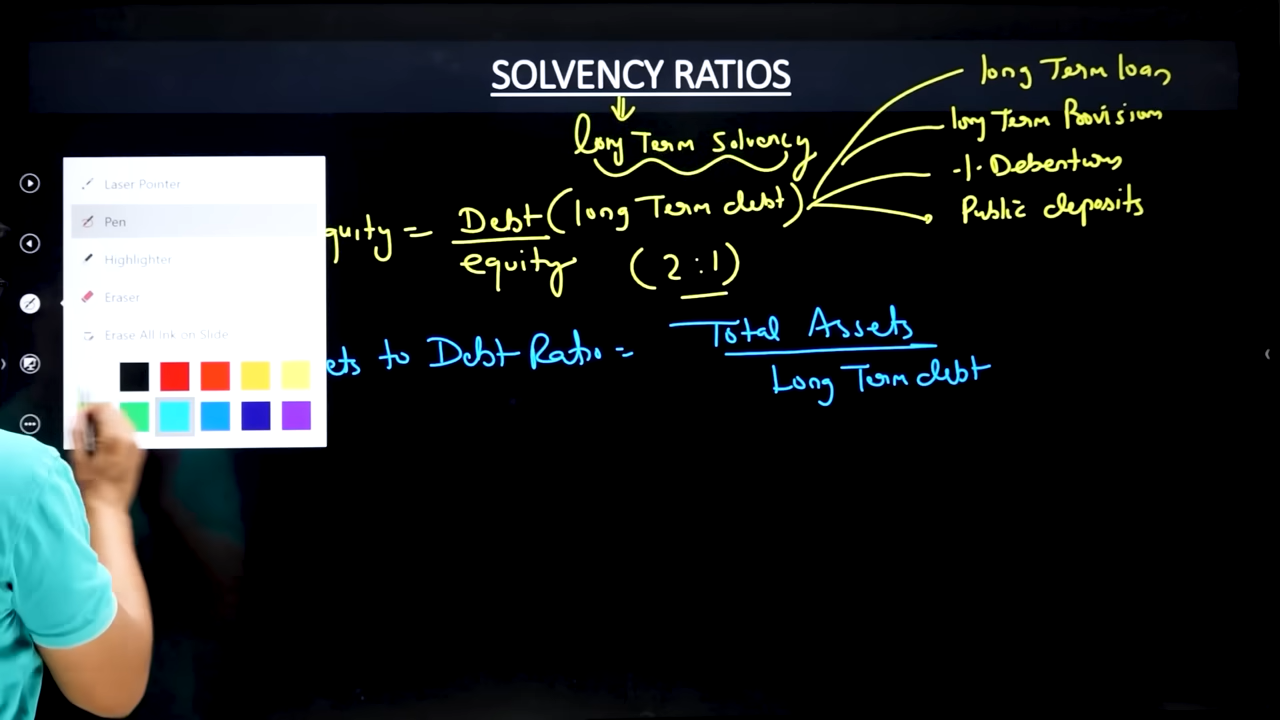 SOLVENCY RATIOS
long Term Solvency
long Term loan
long Term Provision
-1. Debentures
Public deposits
quity = Debt (long Term debt)
equity (2:1)
ets to Debt Ratio = Total Assets
Long Term debt
Laser Pointer
Pen
Highlighter
Eraser
Erase All Ink on Slide